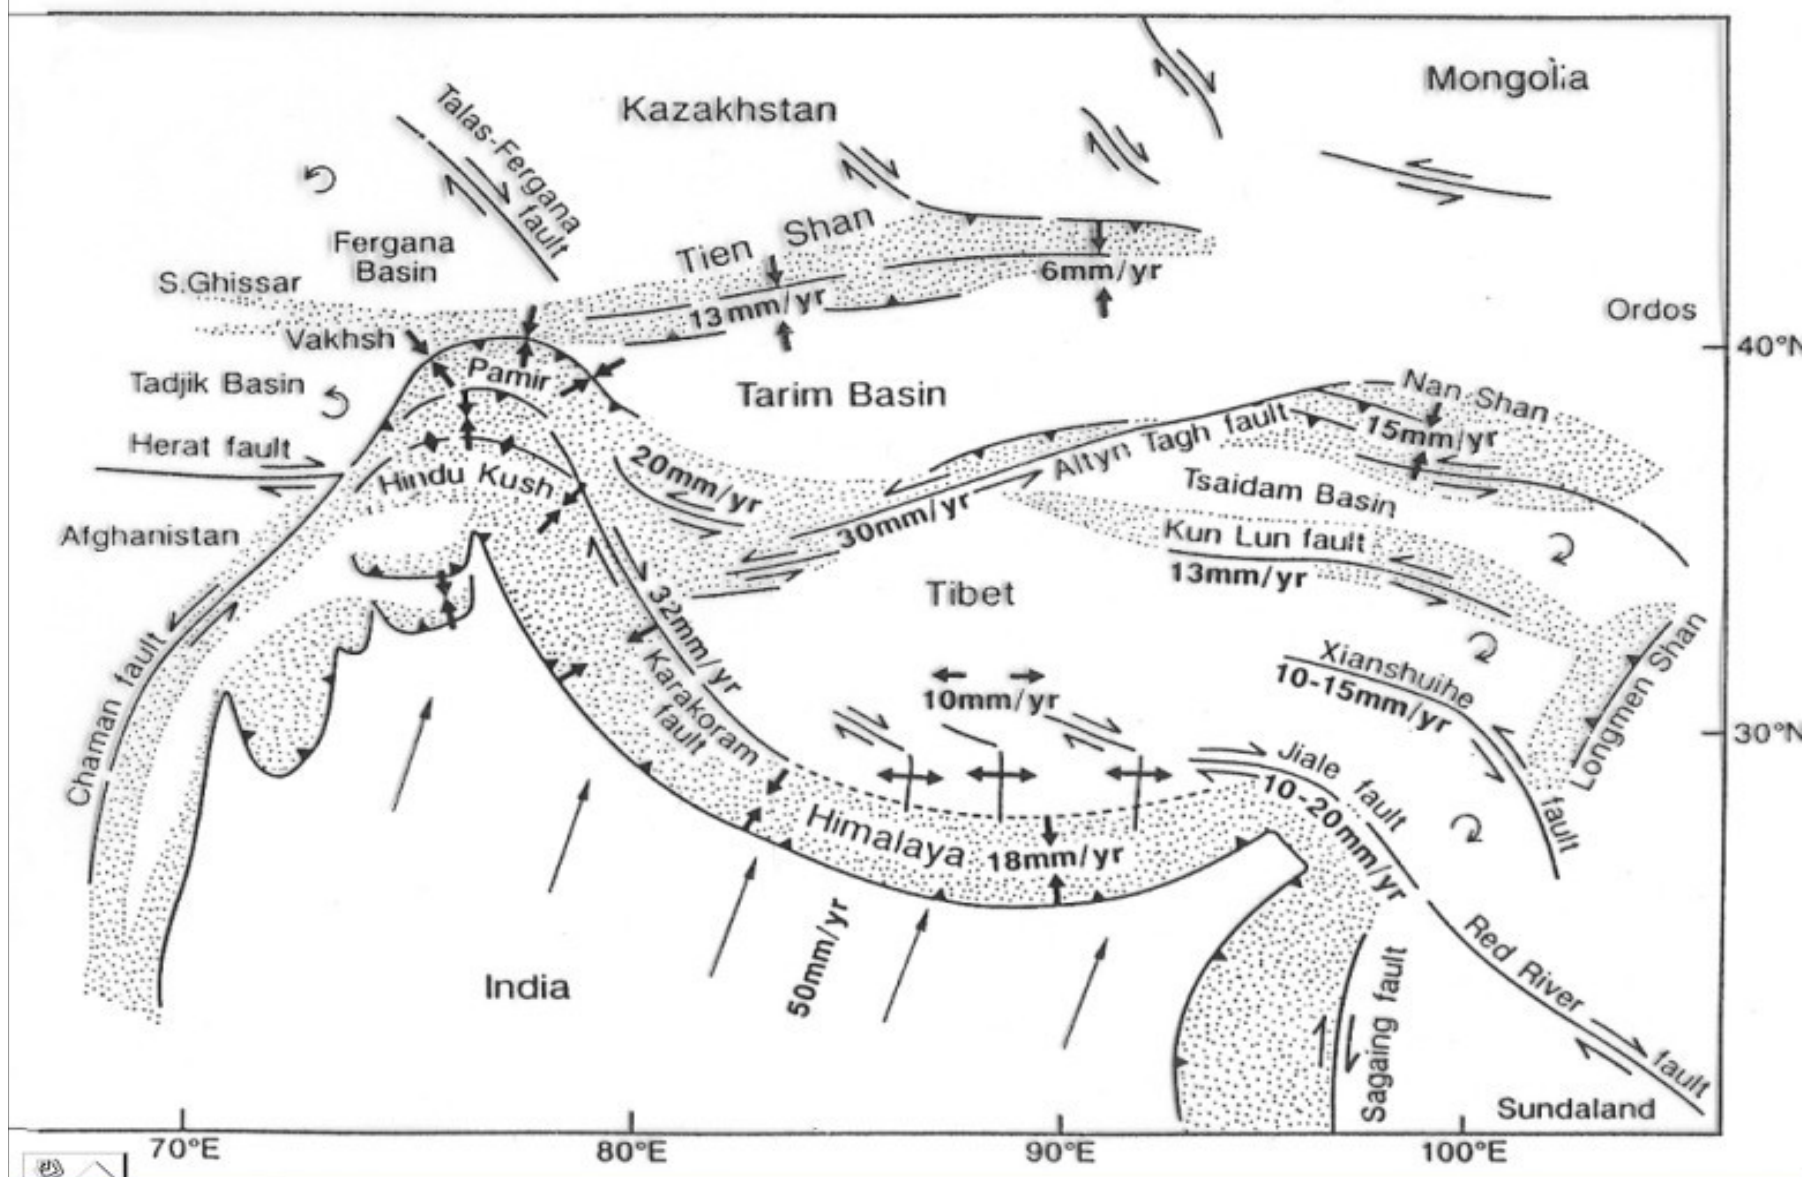 Mongolia
Kazakhstan
Talas-Fergana
fault
Fergana
Basin
Tien Shan
S.Ghissar
6mm/yr
13mm/yr
Ordos
Vakhsh
40°N
Pamir
Tadjik Basin
Tarim Basin
Nan Shan
15mm/yr
Herat fault
Altyn Tagh fault
20mm/yr
Hindu Kush
Tsaidam Basin
30mm/yr
Afghanistan
Kun Lun fault
13mm/yr
Tibet
32mm/yr
Chaman fault
Karakoram
fault
Xianshuihe
10-15mm/yr
fault
Longmen Shan
10mm/yr
30°N
Jiale fault
10-20mm/yr
Himalaya
18mm/yr
50mm/yr
India
Red River fault
Sagaing fault
Sundaland
70°E
80°E
90°E
100°E